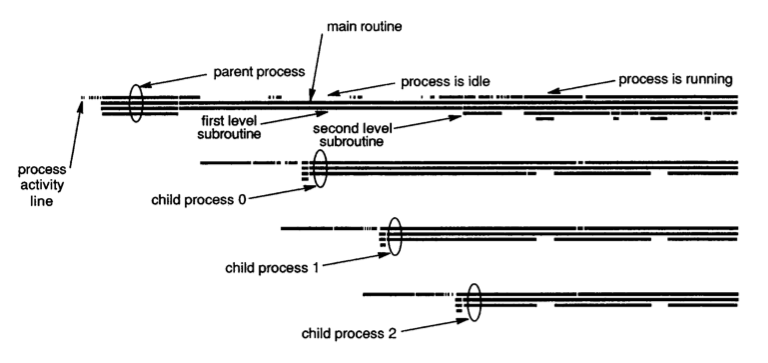 main routine
parent process
process is idle
process is running
first level
subroutine
second level
subroutine
process
activity
line
child process 0
child process 1
child process 2